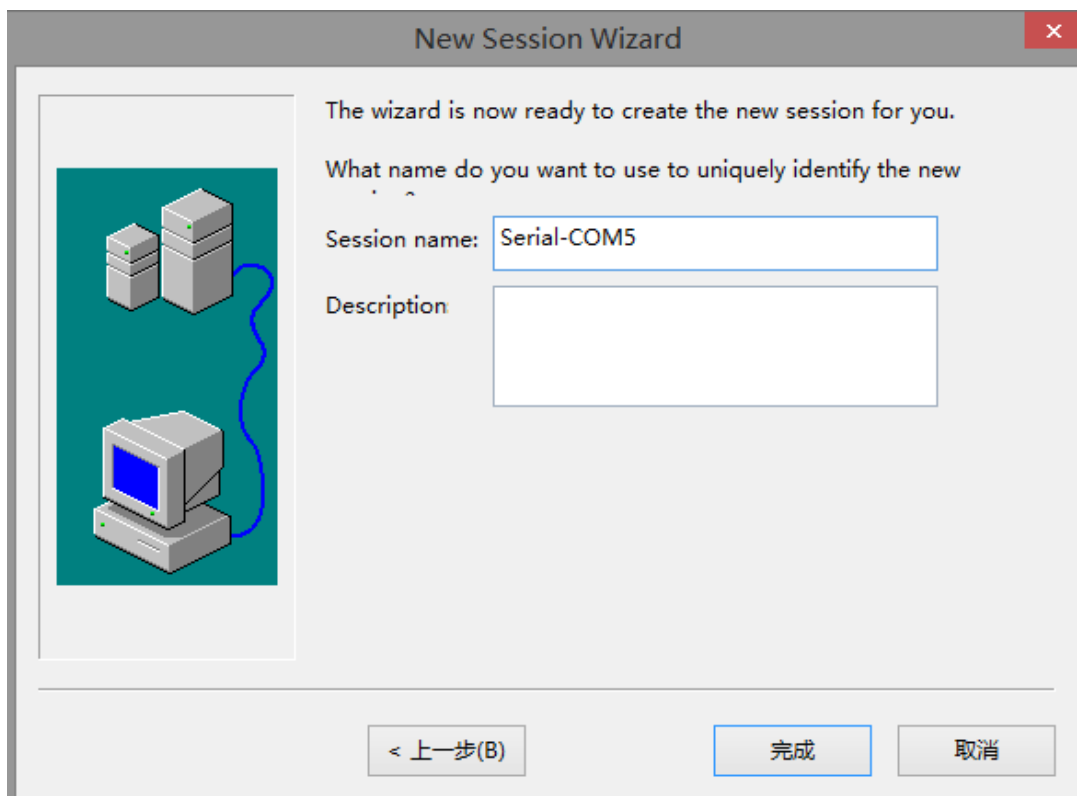 New Session Wizard
The wizard is now ready to create the new session for you.
What name do you want to use to uniquely identify the new
Session name: Serial-COM5
Description
< 上一步(B) 完成 取消